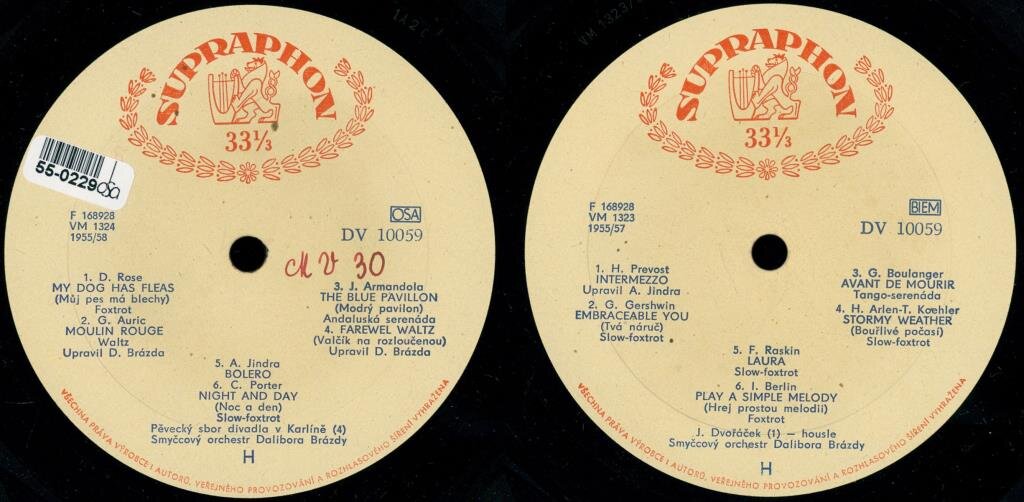 SUPRAPHON
33⅓
55-0229
OSA
F 168928
VM 1324
1955/58
OSA
DV 10059
MV 30
1. D. Rose
MY DOG HAS FLEAS
(Můj pes má blechy)
Foxtrot
2. G. Auric
MOULIN ROUGE
Waltz
Upravil D. Brázda
3. J. Armandola
THE BLUE PAVILLON
(Modrý pavilon)
Andaluská serenáda
4. FAREWEL WALTZ
(Valčík na rozloučenou)
Upravil D. Brázda
5. A. Jindra
BOLERO
6. C. Porter
NIGHT AND DAY
(Noc a den)
Slow-foxtrot
Pěvecký sbor divadla v Karlíně (4)
Smyčcový orchestr Dalibora Brázdy
H
VŠECHNA PRÁVA VÝROBCE I AUTORŮ, VEŘEJNÉHO PROVOZOVÁNÍ A ROZHLASOVÉHO ŠÍŘENÍ VYHRAŽENA
SUPRAPHON
33⅓
F 168928
VM 1323
1955/57
BIEM
DV 10059
1. H. Prevost
INTERMEZZO
Upravil A. Jindra
2. G. Gershwin
EMBRACEABLE YOU
(Tvá náruč)
Slow-foxtrot
3. G. Boulanger
AVANT DE MOURIR
Tango-serenáda
4. H. Arlen-T. Kœhler
STORMY WEATHER
(Bouřlivé počasí)
Slow-foxtrot
5. F. Raskin
LAURA
Slow-foxtrot
6. I. Berlin
PLAY A SIMPLE MELODY
(Hrej prostou melodii)
Foxtrot
J. Dvořáček (1) — housle
Smyčcový orchestr Dalibora Brázdy
H
VŠECHNA PRÁVA VÝROBCE I AUTORŮ, VEŘEJNÉHO PROVOZOVÁNÍ A ROZHLASOVÉHO ŠÍŘENÍ VYHRAŽENA